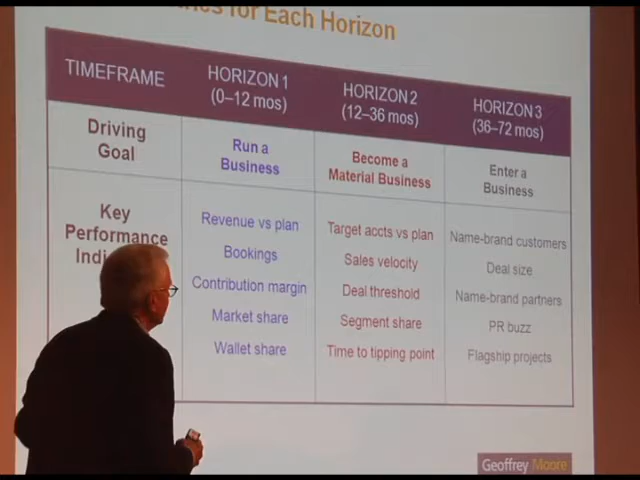 for Each Horizon
TIMEFRAME
HORIZON 1
(0–12 mos)
HORIZON 2
(12–36 mos)
HORIZON 3
(36–72 mos)
Driving
Goal
Run a
Business
Become a
Material Business
Enter a
Business
Key
Performance
Revenue vs plan
Bookings
Contribution margin
Market share
Wallet share
Target accts vs plan
Sales velocity
Deal threshold
Segment share
Time to tipping point
Name-brand customers
Deal size
Name-brand partners
PR buzz
Flagship projects
Geoffrey Moore